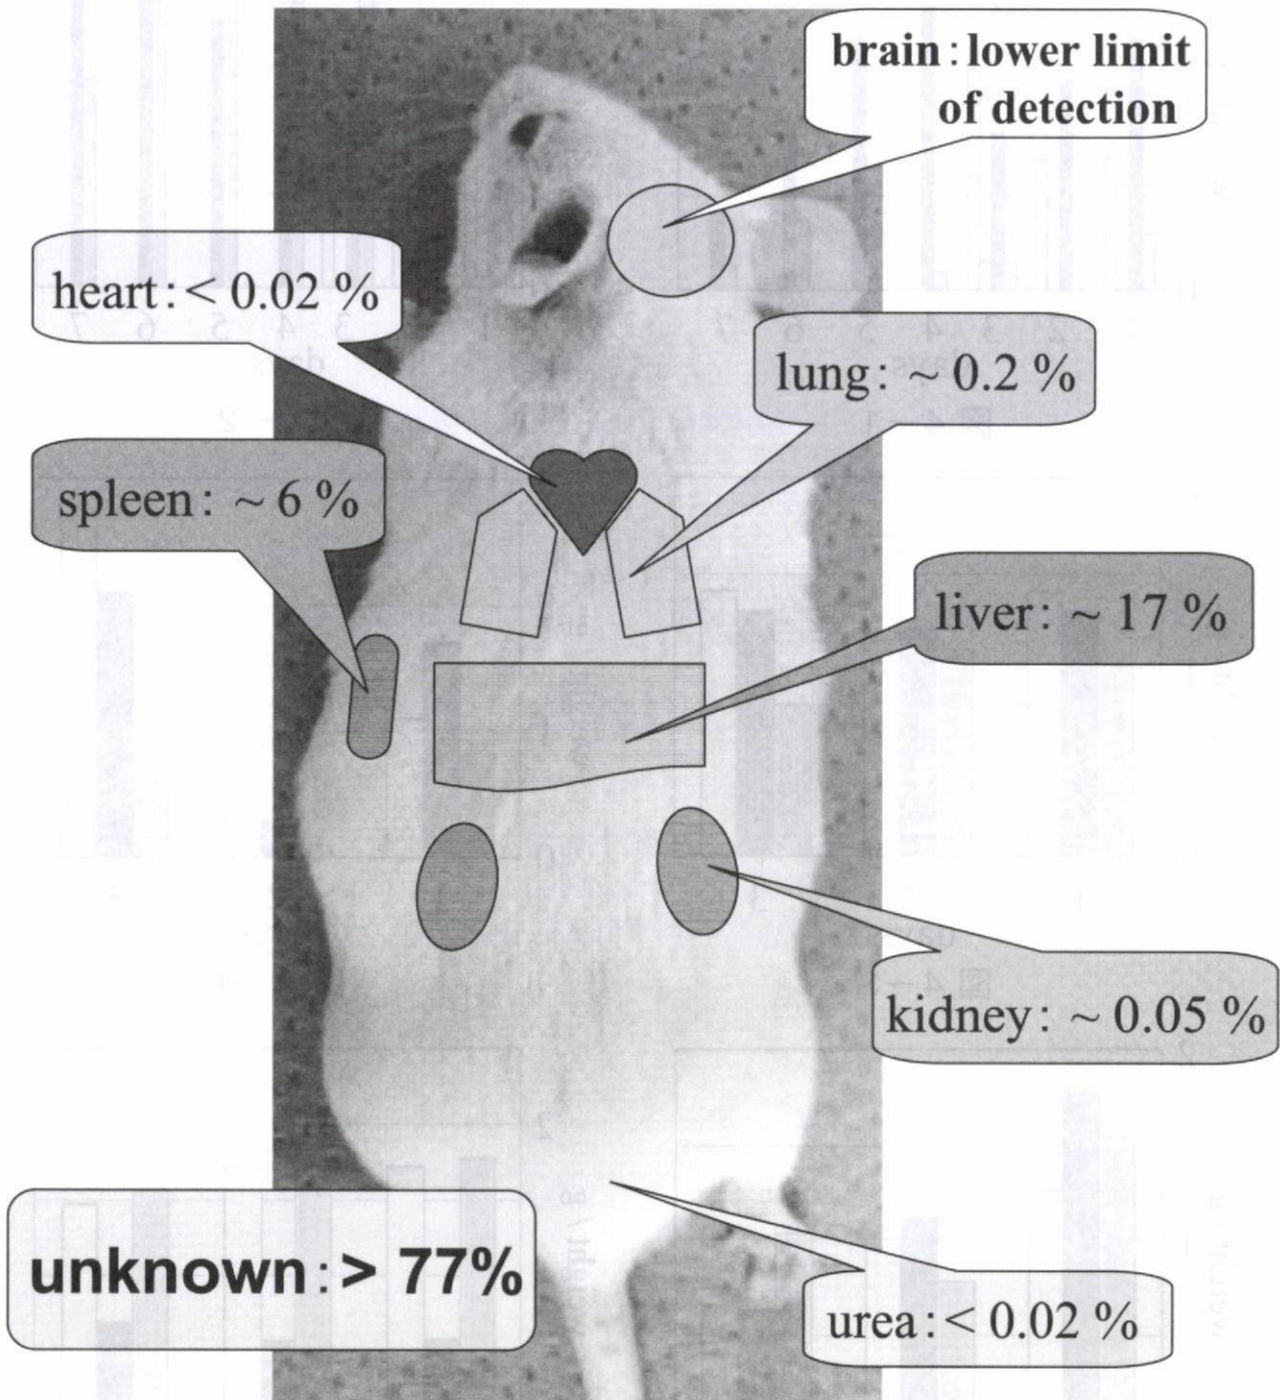 brain : lower limit
of detection
heart : < 0.02 %
lung : ~ 0.2 %
spleen : ~ 6 %
liver : ~ 17 %
kidney : ~ 0.05 %
unknown : > 77%
urea : < 0.02 %